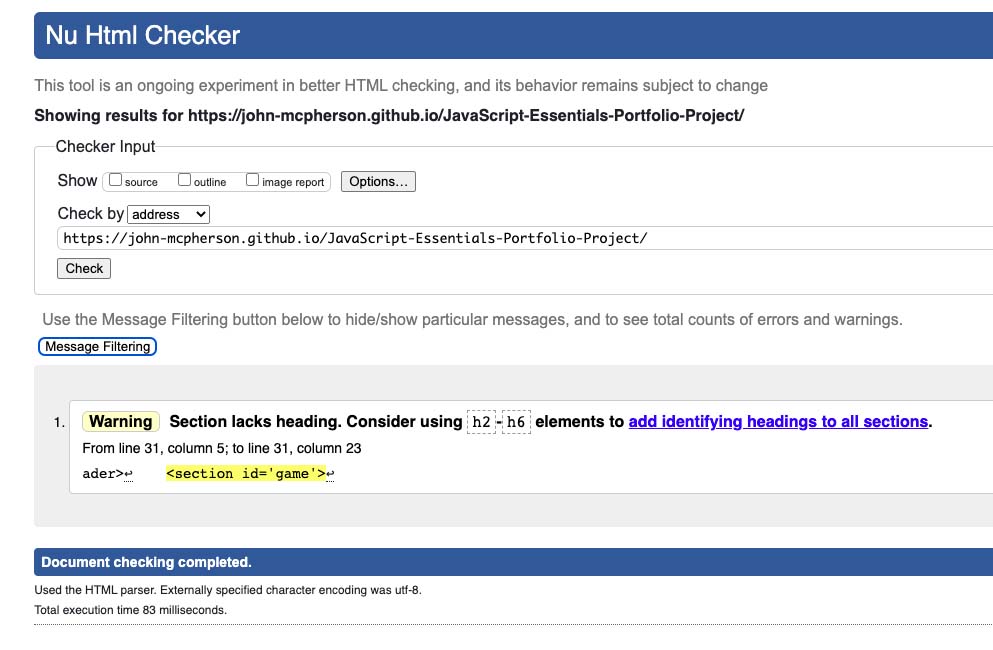 Nu Html Checker
This tool is an ongoing experiment in better HTML checking, and its behavior remains subject to change
Showing results for https://john-mcpherson.github.io/JavaScript-Essentials-Portfolio-Project/
Checker Input
Show source outline image report Options...
Check by address
https://john-mcpherson.github.io/JavaScript-Essentials-Portfolio-Project/
Check
Use the Message Filtering button below to hide/show particular messages, and to see total counts of errors and warnings.
Message Filtering
1. Warning Section lacks heading. Consider using h2-h6 elements to add identifying headings to all sections.
From line 31, column 5; to line 31, column 23
ader>↩ <section id='game'>↩
Document checking completed.
Used the HTML parser. Externally specified character encoding was utf-8.
Total execution time 83 milliseconds.